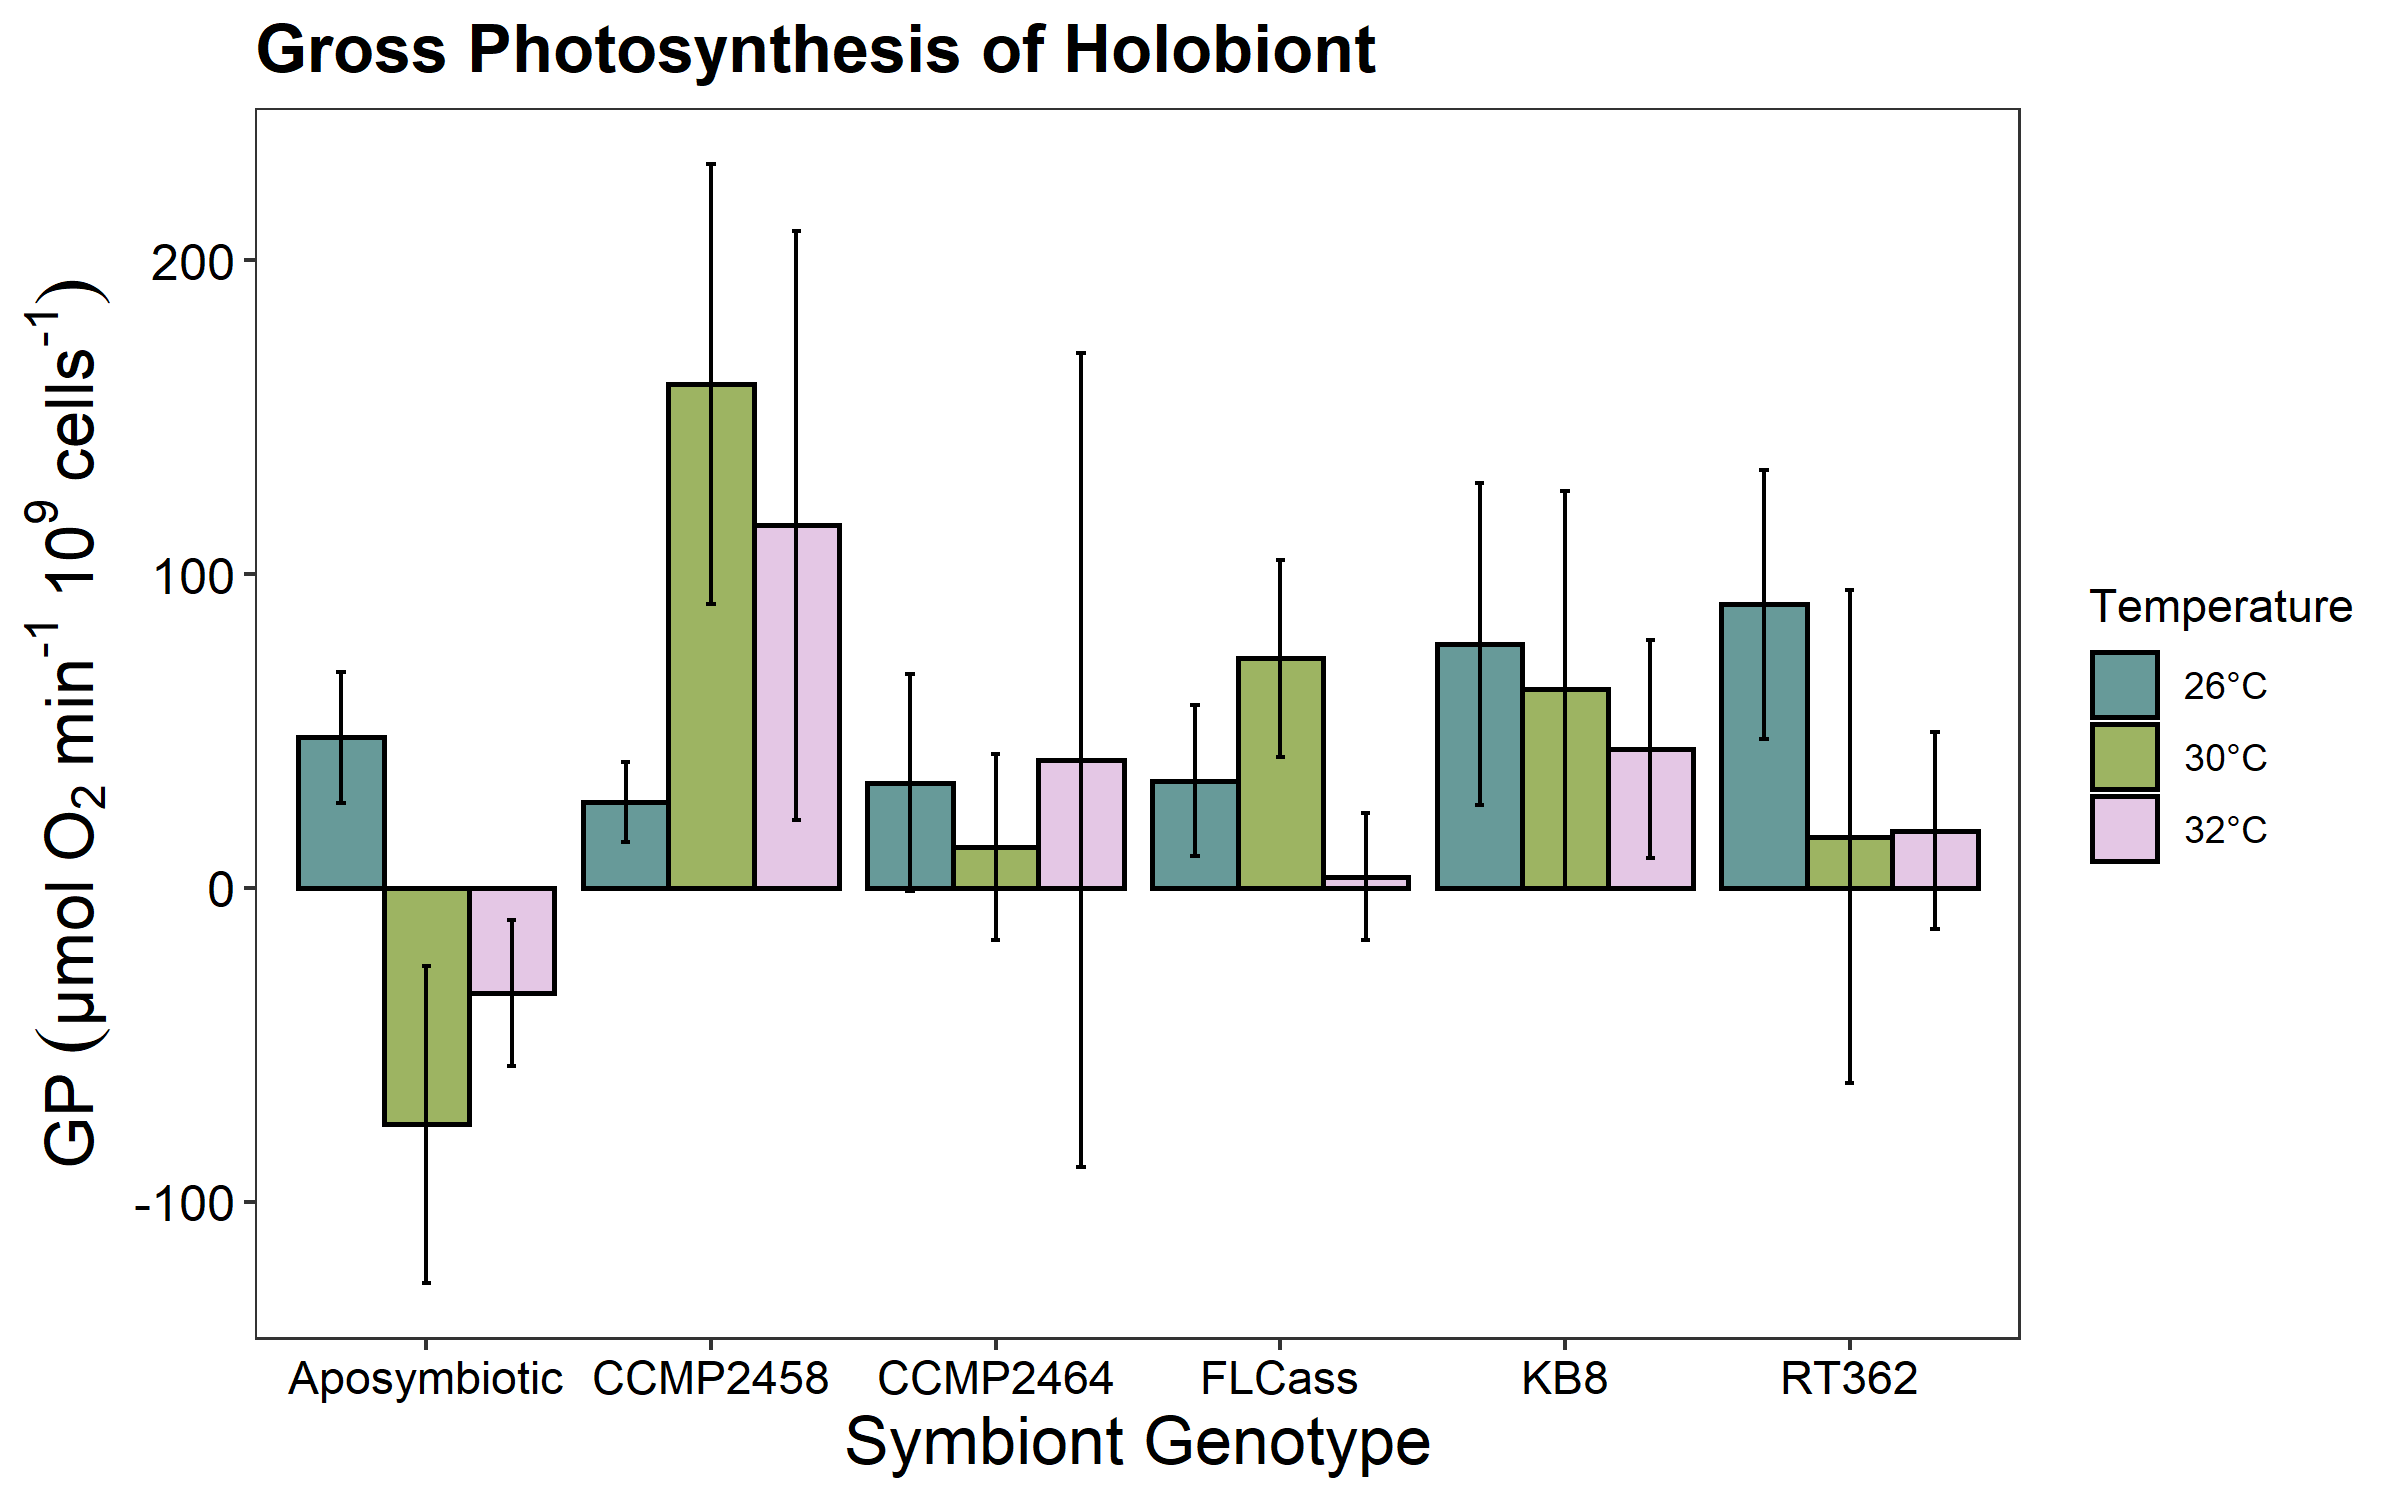 Gross Photosynthesis of Holobiont
GP (µmol O₂ min⁻¹ 10⁹ cells⁻¹)
200
100
0
-100
Aposymbiotic CCMP2458 CCMP2464 FLCass KB8 RT362
Symbiont Genotype
Temperature
26°C
30°C
32°C